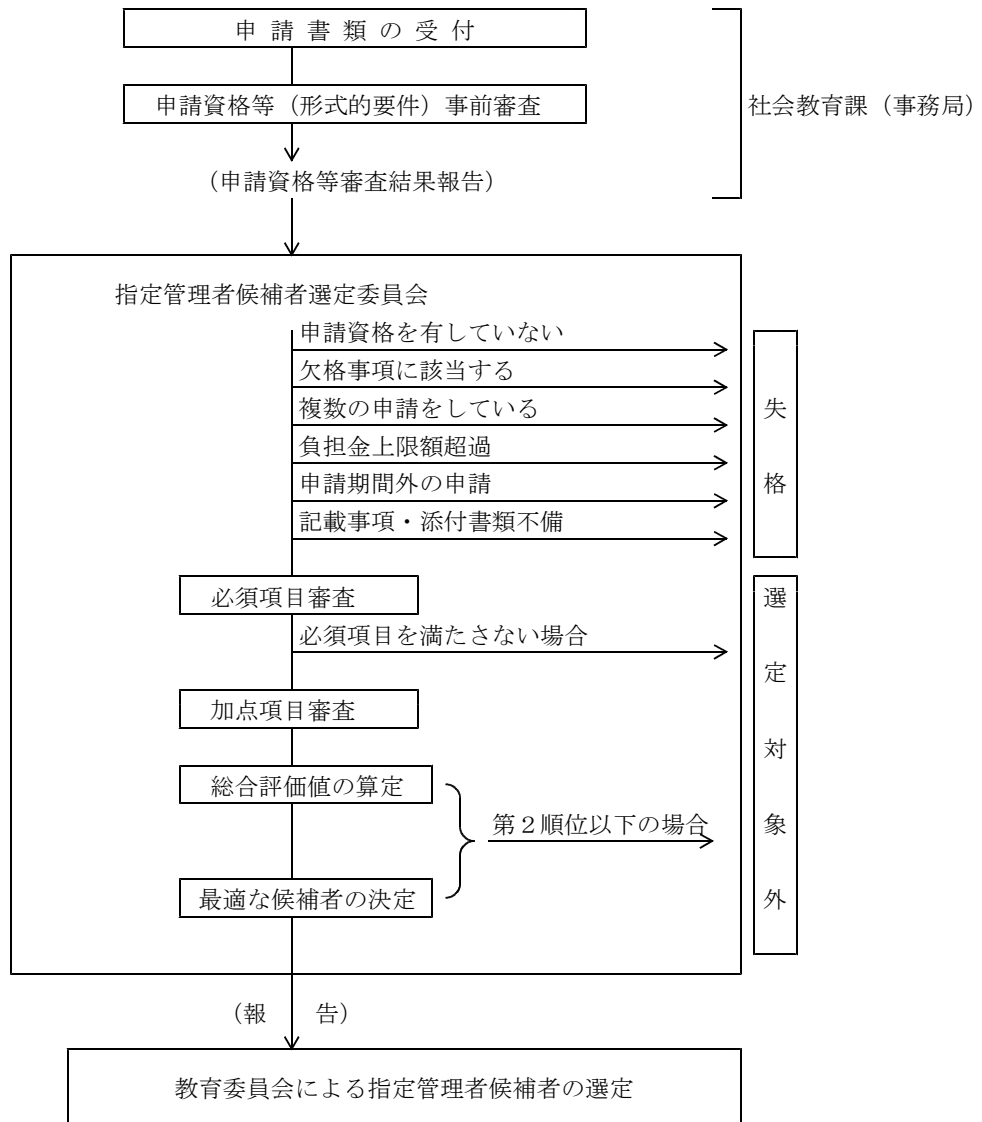 申請書類の受付
申請資格等（形式的要件）事前審査
社会教育課（事務局）
（申請資格等審査結果報告）
指定管理者候補者選定委員会
申請資格を有していない
欠格事項に該当する
複数の申請をしている
負担金上限額超過
申請期間外の申請
記載事項・添付書類不備
失格
必須項目審査
必須項目を満たさない場合
加点項目審査
総合評価値の算定
第２順位以下の場合
最適な候補者の決定
選定対象外
（報　告）
教育委員会による指定管理者候補者の選定